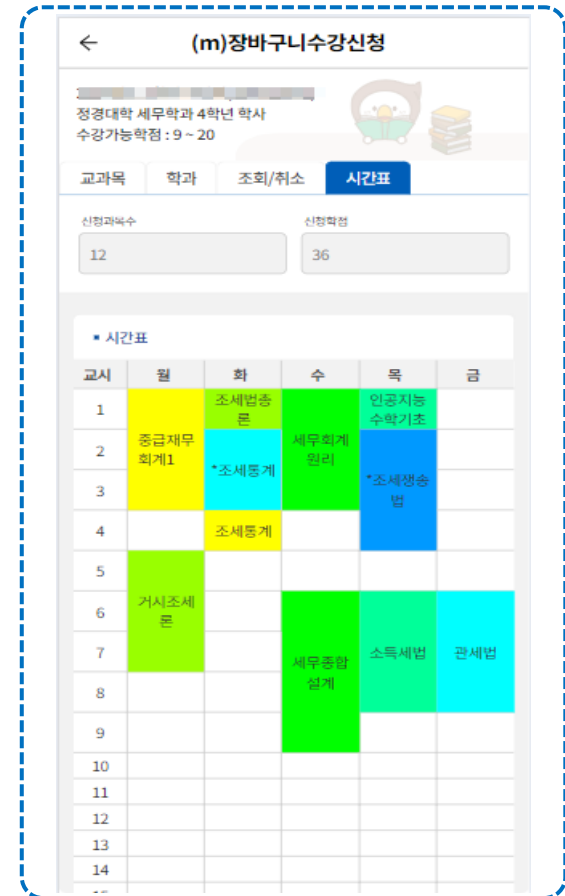 (m)장바구니수강신청
정경대학 세무학과 4학년 학사
수강가능학점 : 9 ~ 20
교과목 학과 조회/취소 시간표
신청과목수 신청학점
12 36
시간표
교시 월 화 수 목 금
1 조세법종 인공지능
론 수학기초
2 중급재무 세무회계
회계1 *조세통계 원리
3 *조세쟁송
법
4 조세통계
5
6 거시조세
론
7 세무종합 소득세법 관세법
8 설계
9
10
11
12
13
14